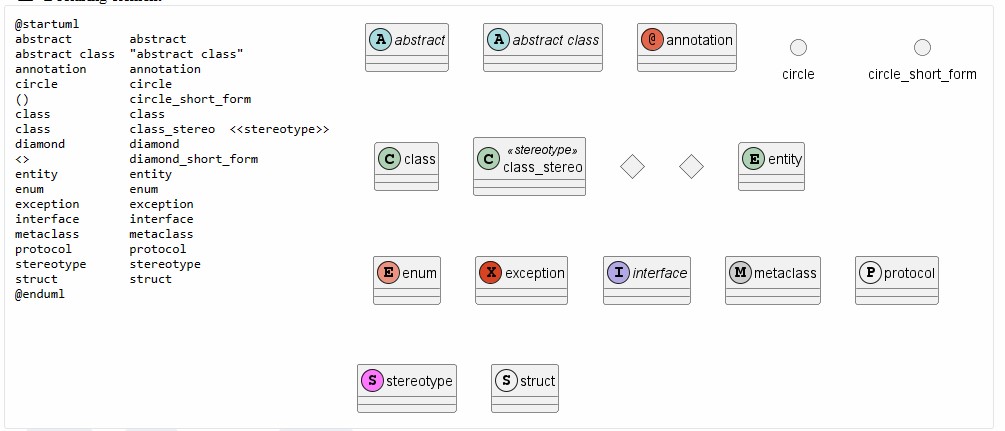 @startuml
abstract abstract
abstract class "abstract class"
annotation annotation
circle circle
() circle_short_form
class class
class class_stereo <<stereotype>>
diamond diamond
<> diamond_short_form
entity entity
enum enum
exception exception
interface interface
metaclass metaclass
protocol protocol
stereotype stereotype
struct struct
@enduml
A abstract
A abstract class
@ annotation
circle
circle_short_form
C class
«stereotype»
C class_stereo
E entity
E enum
X exception
I interface
M metaclass
P protocol
S stereotype
S struct